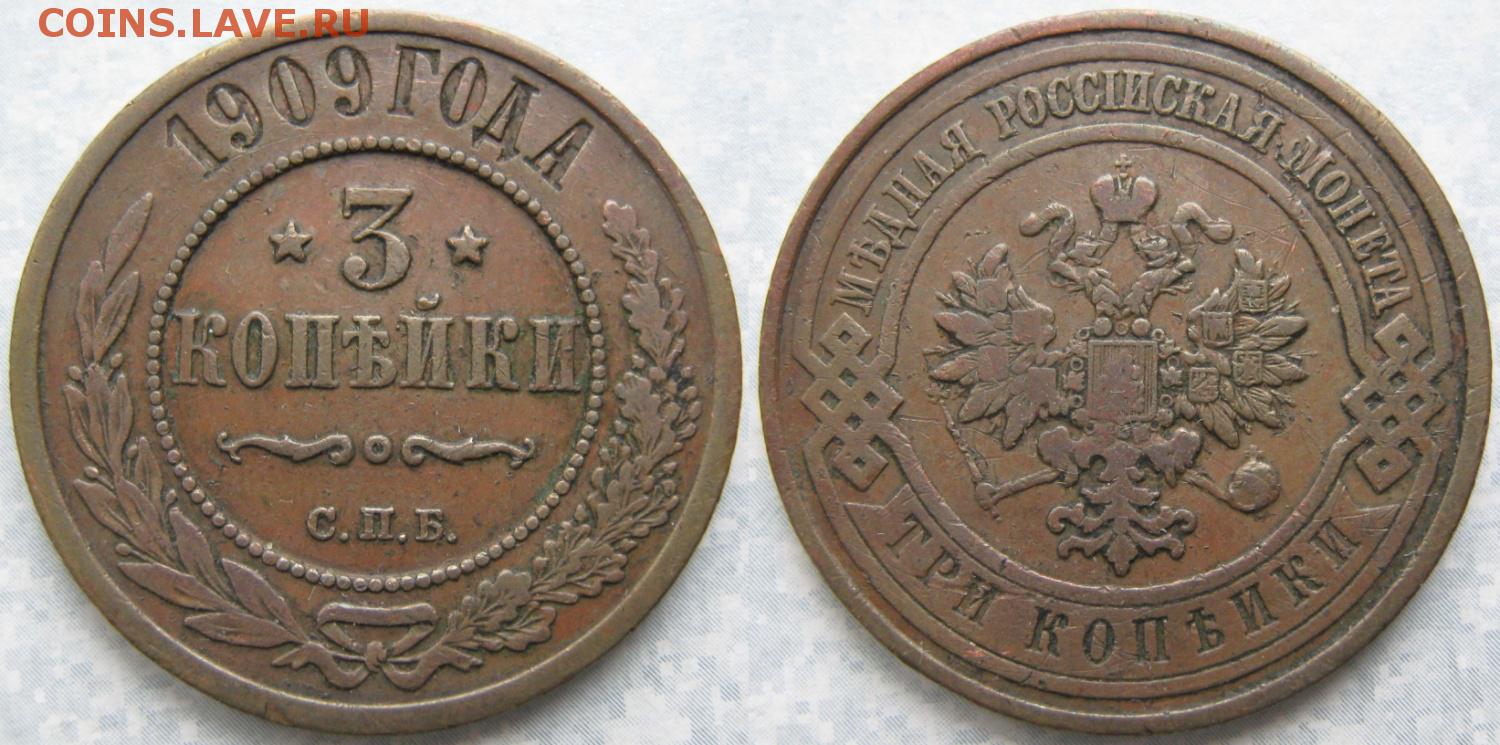 COINS.LAVE.RU
1909 ГОДА
3
КОПѢЙКИ
С.П.Б.
МѢДНАЯ РОССІЙСКАЯ МОНЕТА
ТРИ КОПѢЙКИ